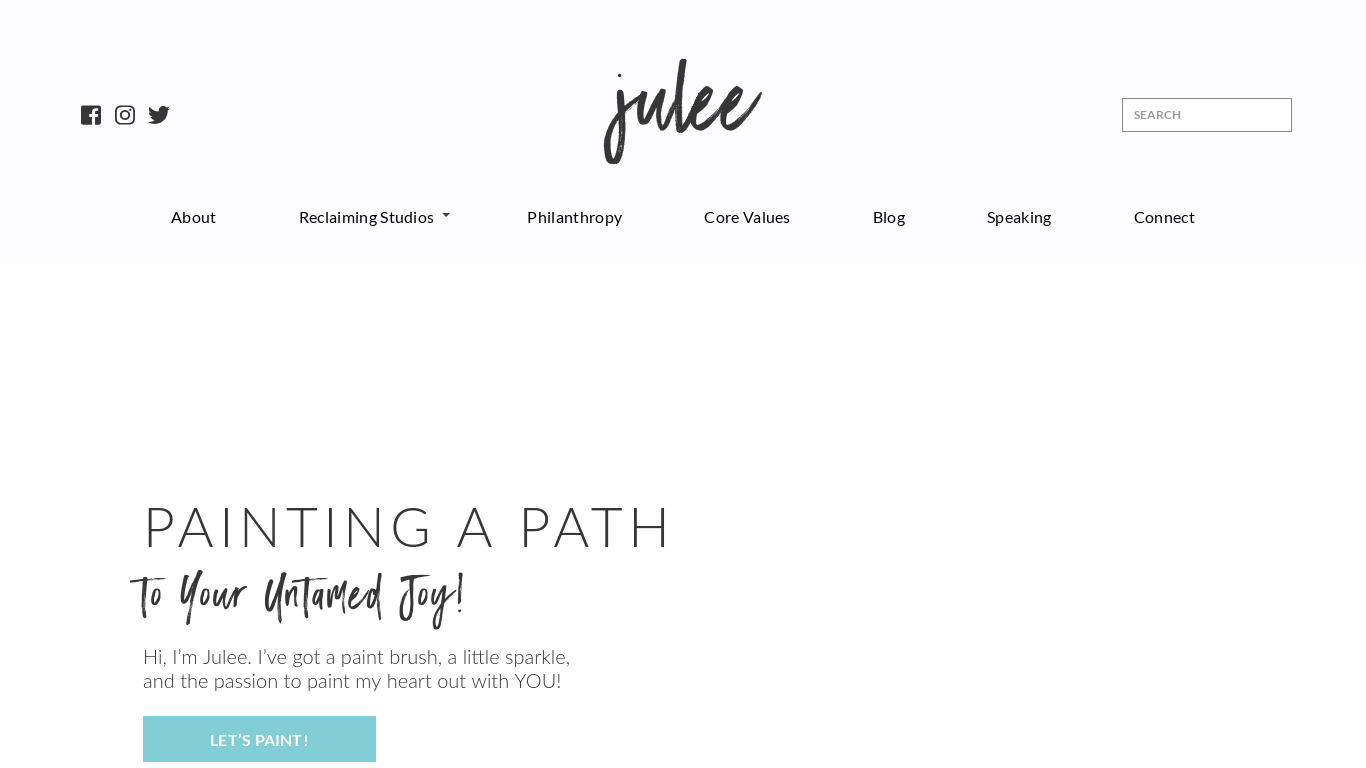 julee
SEARCH
About
Reclaiming Studios
Philanthropy
Core Values
Blog
Speaking
Connect
PAINTING A PATH
To Your Untamed Joy!
Hi, I'm Julee. I've got a paint brush, a little sparkle,
and the passion to paint my heart out with YOU!
LET'S PAINT!